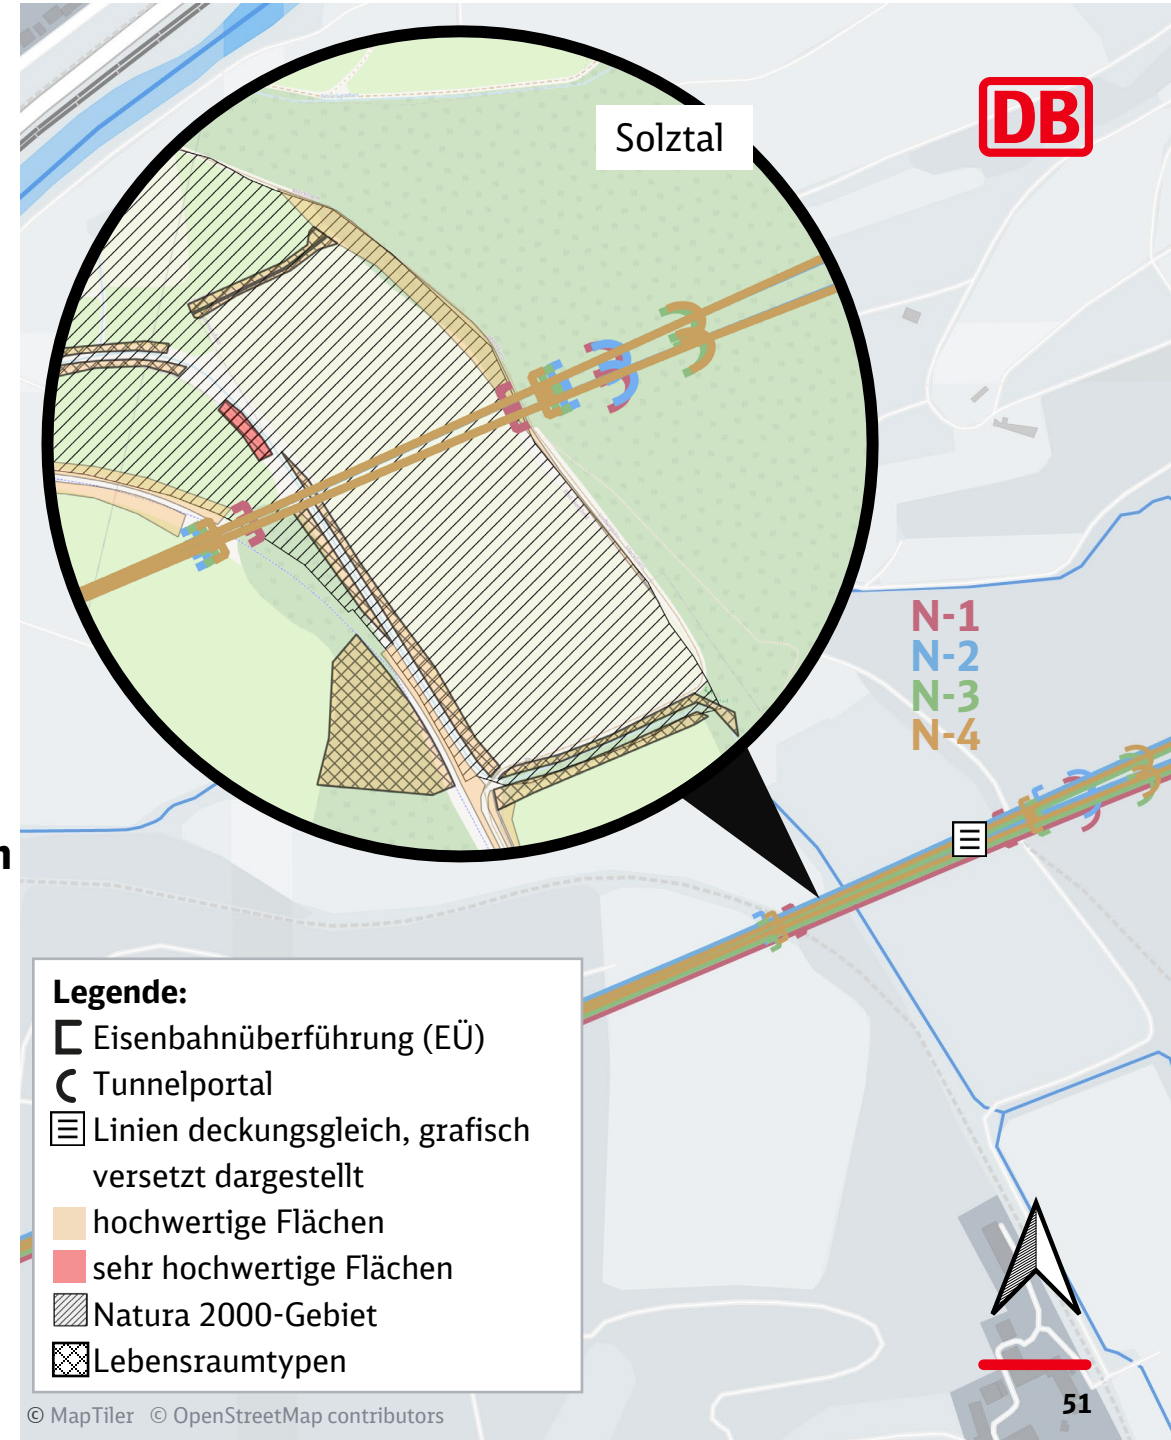 Solztal
DB
N-1
N-2
N-3
N-4
Legende:
Eisenbahnüberführung (EÜ)
Tunnelportal
Linien deckungsgleich, grafisch
versetzt dargestellt
hochwertige Flächen
sehr hochwertige Flächen
Natura 2000-Gebiet
Lebensraumtypen
© MapTiler © OpenStreetMap contributors
51